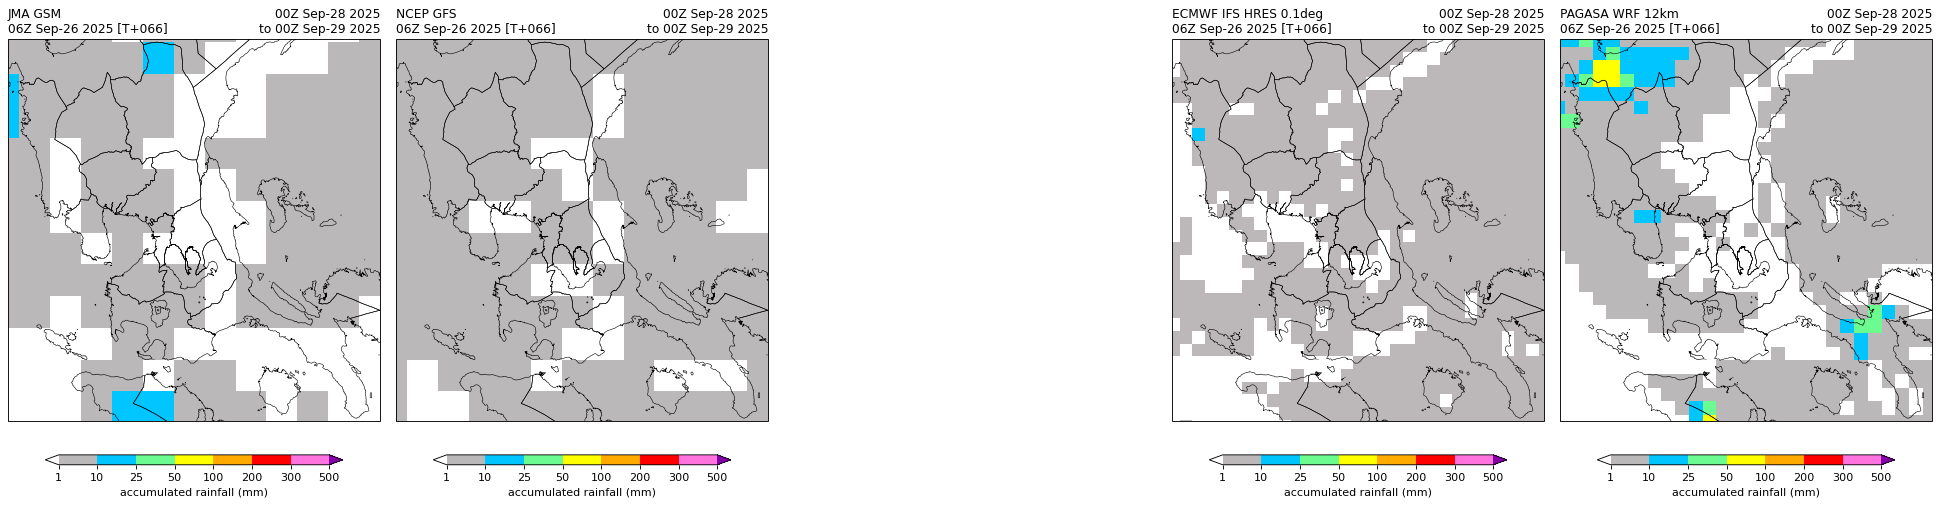 JMA GSM 00Z Sep-28 2025
06Z Sep-26 2025 [T+066] to 00Z Sep-29 2025
1 10 25 50 100 200 300 500
accumulated rainfall (mm)
NCEP GFS 00Z Sep-28 2025
06Z Sep-26 2025 [T+066] to 00Z Sep-29 2025
1 10 25 50 100 200 300 500
accumulated rainfall (mm)
ECMWF IFS HRES 0.1deg 00Z Sep-28 2025
06Z Sep-26 2025 [T+066] to 00Z Sep-29 2025
1 10 25 50 100 200 300 500
accumulated rainfall (mm)
PAGASA WRF 12km 00Z Sep-28 2025
06Z Sep-26 2025 [T+066] to 00Z Sep-29 2025
1 10 25 50 100 200 300 500
accumulated rainfall (mm)